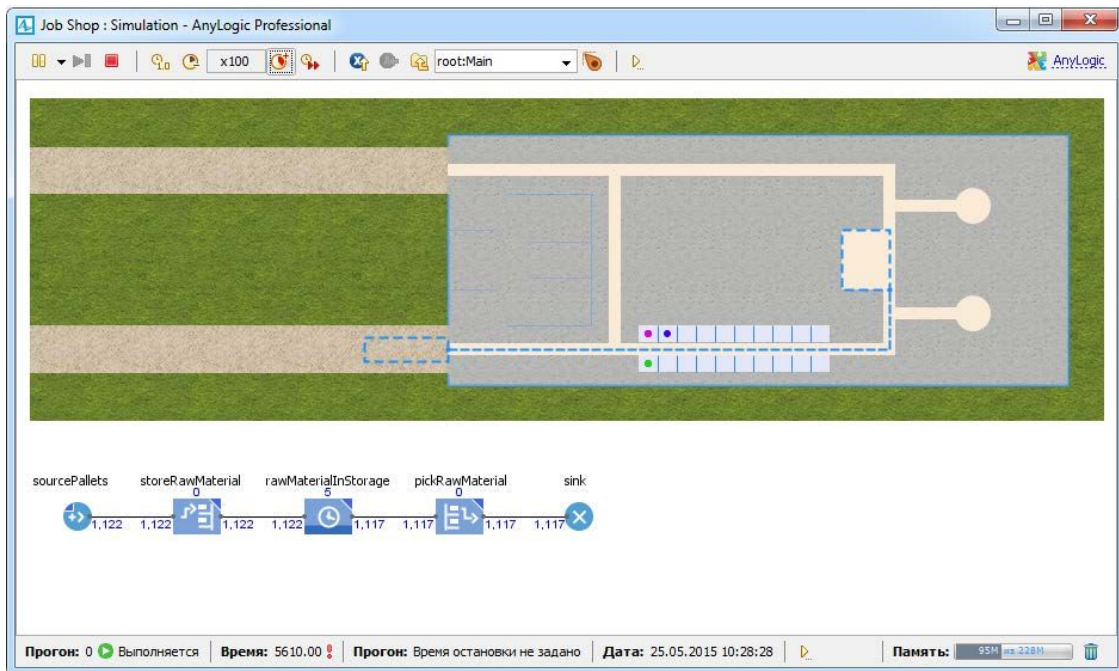 Job Shop : Simulation - AnyLogic Professional
x100 root:Main AnyLogic
sourcePallets storeRawMaterial rawMaterialInStorage pickRawMaterial sink
0 5 0
1,122 1,122 1,122 1,122 1,117 1,117 1,117 1,117
Прогон: 0 Выполняется Время: 5610.00 Прогон: Время остановки не задано Дата: 25.05.2015 10:28:28 Память: 95M из 228M